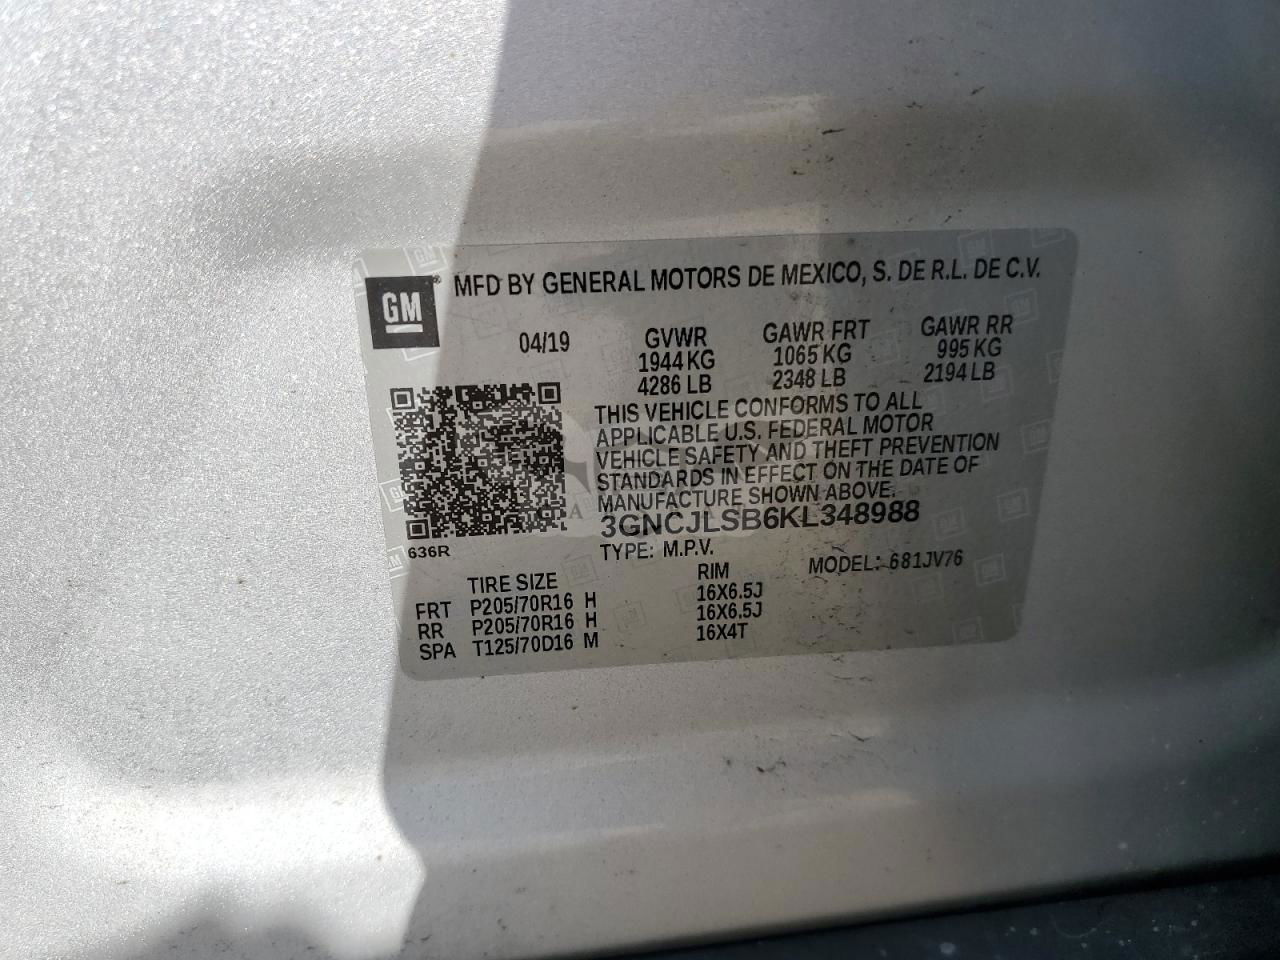 GM
MFD BY GENERAL MOTORS DE MEXICO, S. DE R.L. DE C.V.
04/19 GVWR GAWR FRT GAWR RR
1944 KG 1065 KG 995 KG
4286 LB 2348 LB 2194 LB
THIS VEHICLE CONFORMS TO ALL
APPLICABLE U.S. FEDERAL MOTOR
VEHICLE SAFETY AND THEFT PREVENTION
STANDARDS IN EFFECT ON THE DATE OF
MANUFACTURE SHOWN ABOVE.
3GNCJLSB6KL348988
636R
TYPE: M.P.V. MODEL: 681JV76
TIRE SIZE RIM
FRT P205/70R16 H 16X6.5J
RR P205/70R16 H 16X6.5J
SPA T125/70D16 M 16X4T